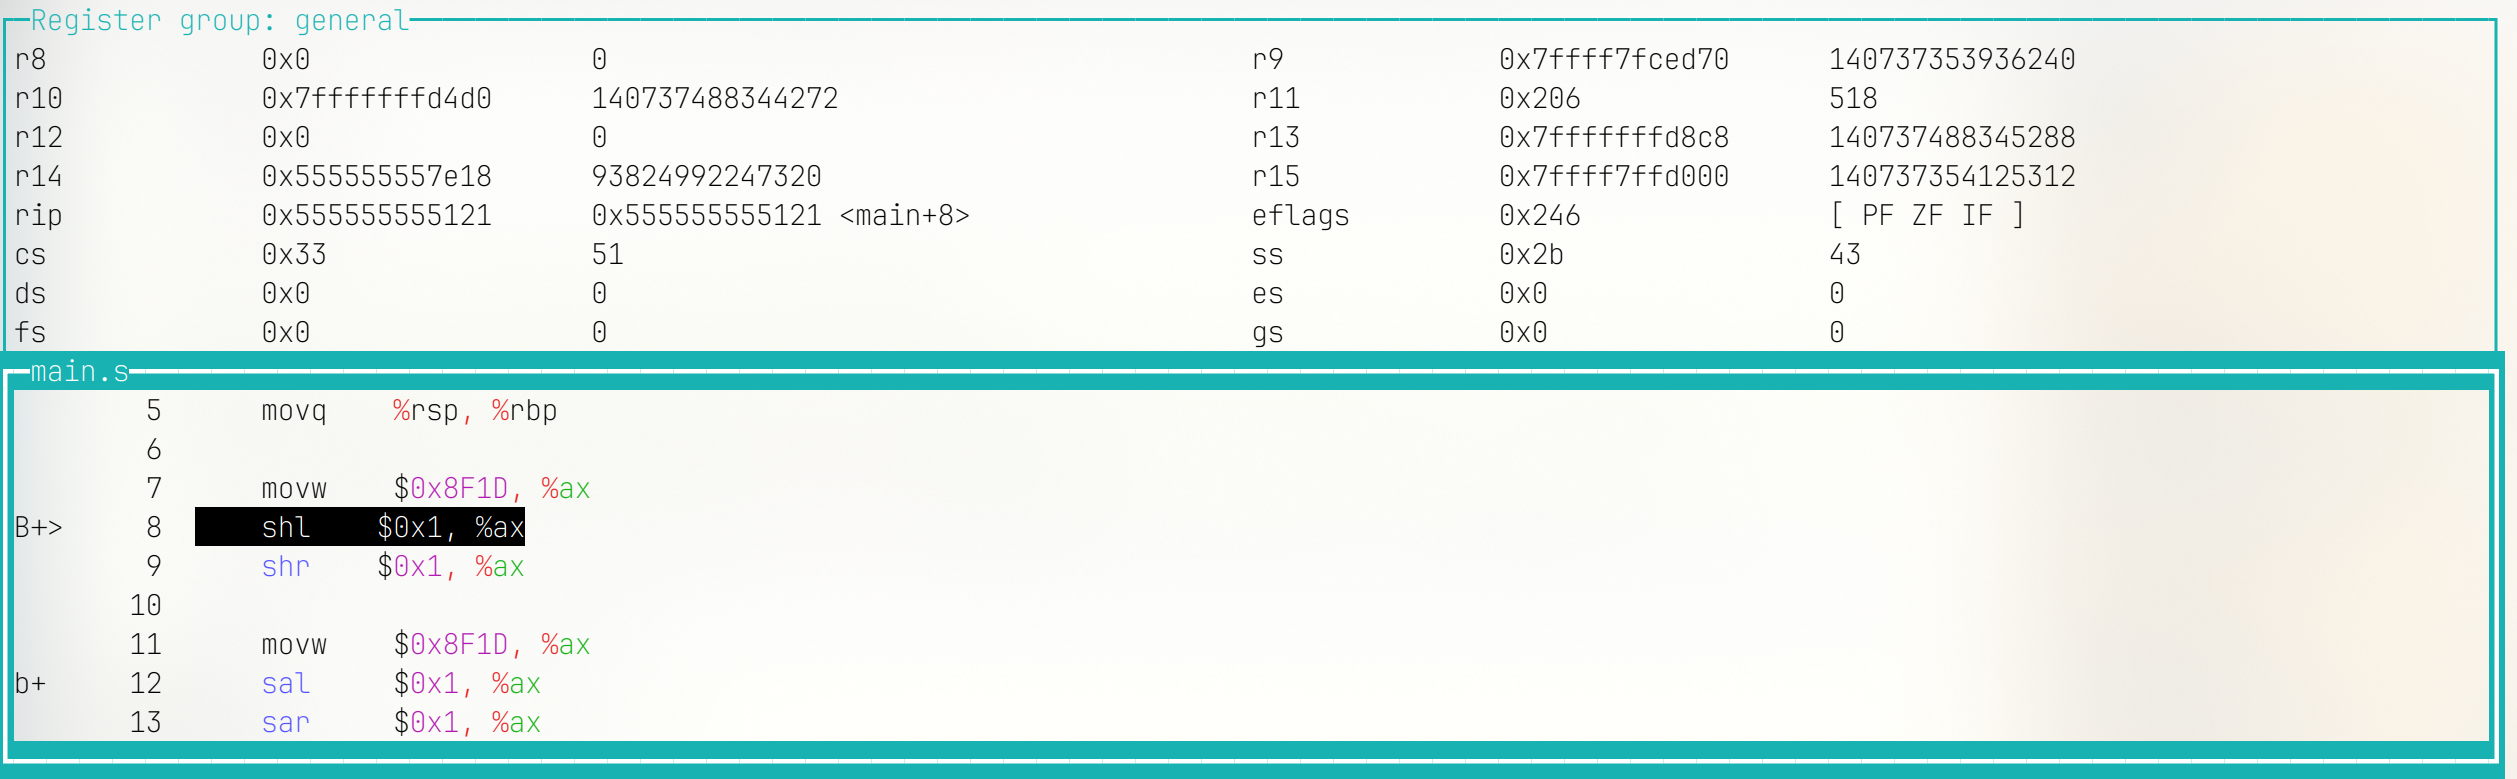 Register group: general
r8 0x0 0 r9 0x7ffff7fced70 140737353936240
r10 0x7fffffffd4d0 140737488344272 r11 0x206 518
r12 0x0 0 r13 0x7fffffffd8c8 140737488345288
r14 0x555555557e18 93824992247320 r15 0x7ffff7ffd000 140737354125312
rip 0x555555555121 0x555555555121 <main+8> eflags 0x246 [ PF ZF IF ]
cs 0x33 51 ss 0x2b 43
ds 0x0 0 es 0x0 0
fs 0x0 0 gs 0x0 0
main.s
5 movq %rsp, %rbp
6
7 movw $0x8F1D, %ax
B+> 8 shl $0x1, %ax
9 shr $0x1, %ax
10
11 movw $0x8F1D, %ax
b+ 12 sal $0x1, %ax
13 sar $0x1, %ax